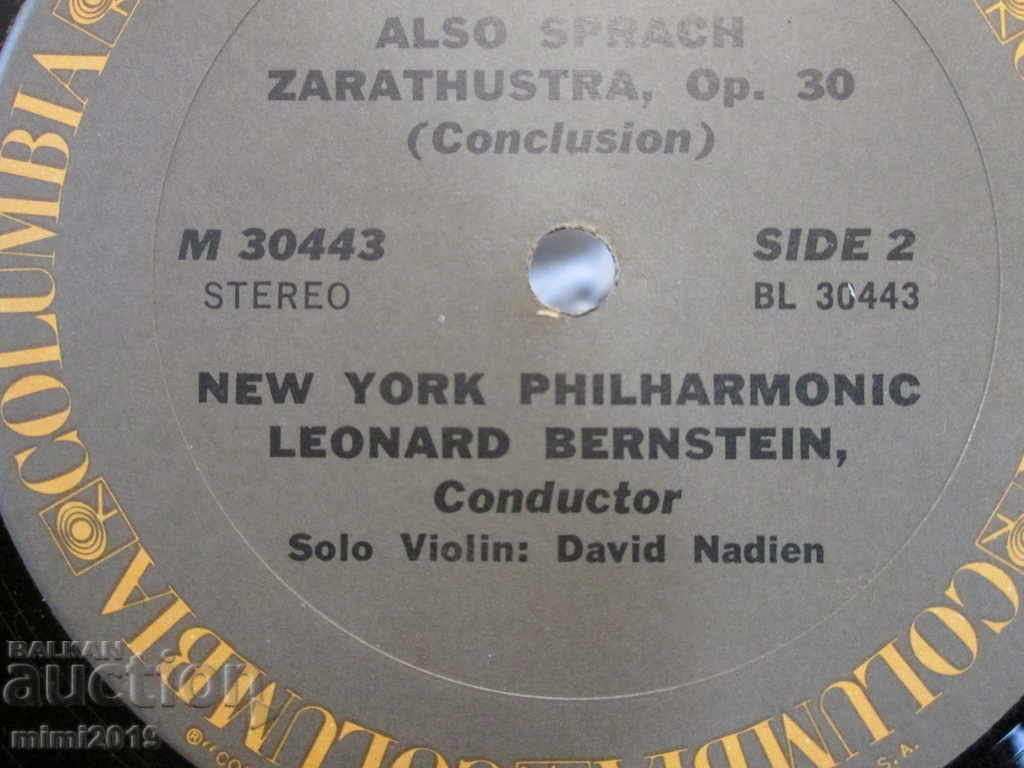 ALSO SPRACH
ZARATHUSTRA, Op. 30
(Conclusion)
M 30443
STEREO
SIDE 2
BL 30443
NEW YORK PHILHARMONIC
LEONARD BERNSTEIN,
Conductor
Solo Violin: David Nadien
COLUMBIA
COLUMBIA
COLUMBIA
COLUMBIA
BALKAN
auction
mimi2019